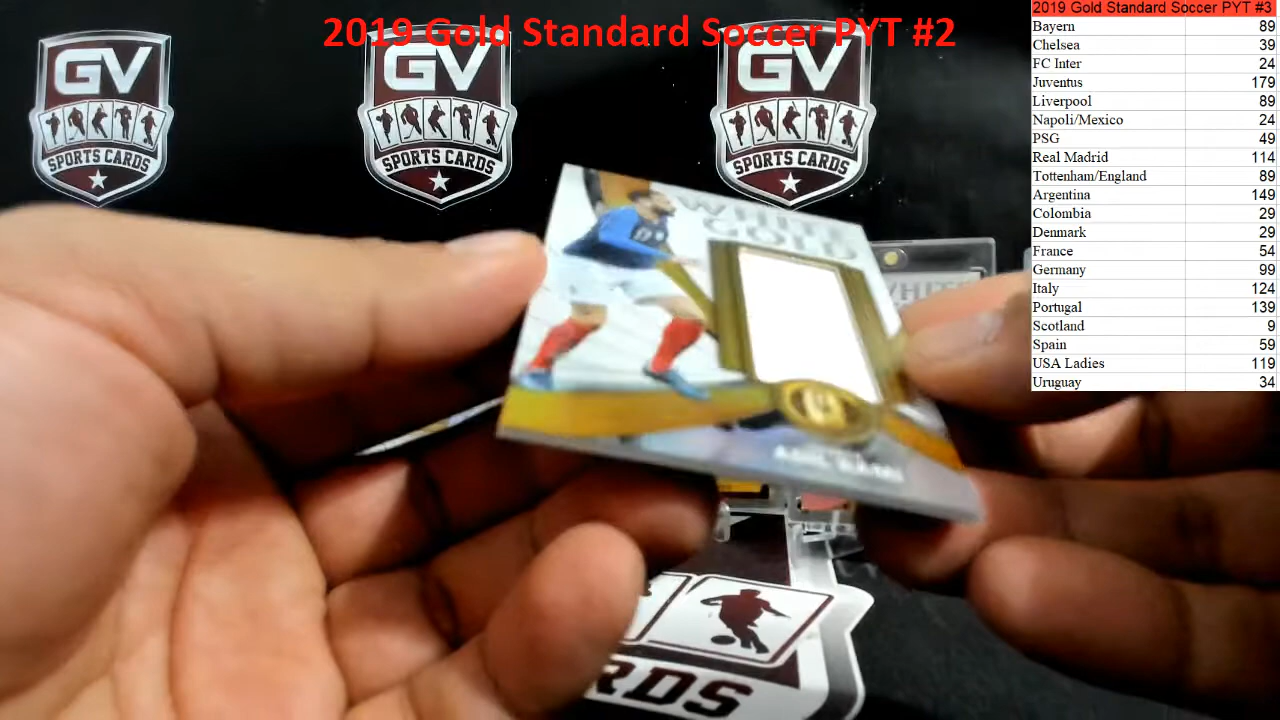 2019 Gold Standard Soccer PYT #2
GV
SPORTS CARDS
GV
SPORTS CARDS
GV
SPORTS CARDS
WHITE
GOLD
WHITE
RDS
2019 Gold Standard Soccer PYT #3
Bayern 89
Chelsea 39
FC Inter 24
Juventus 179
Liverpool 89
Napoli/Mexico 24
PSG 49
Real Madrid 114
Tottenham/England 89
Argentina 149
Colombia 29
Denmark 29
France 54
Germany 99
Italy 124
Portugal 139
Scotland 9
Spain 59
USA Ladies 119
Uruguay 34